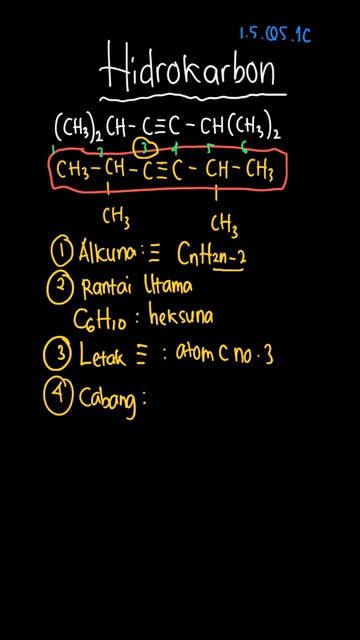 1.5.Q5.1C
Hidrokarbon
(CH₃)₂ CH – C ≡ C – CH (CH₃)₂
1 2 3 4 5 6
CH₃ – CH – C ≡ C – CH – CH₃
CH₃ CH₃
① Alkuna : ≡ CnH2n-2
② Rantai Utama
C₆H₁₀ : heksuna
③ Letak ≡ : atom C no. 3
④ Cabang :